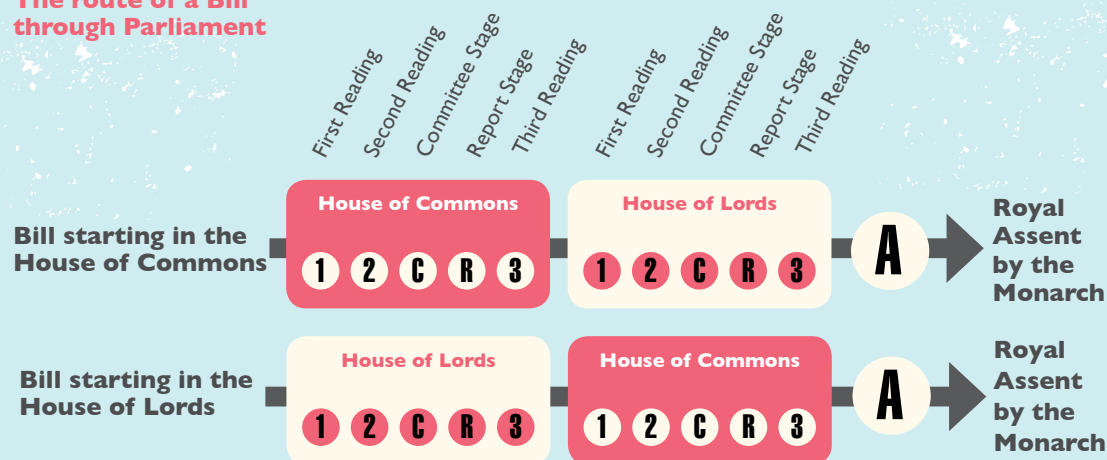 The route of a Bill
through Parliament
First Reading
Second Reading
Committee Stage
Report Stage
Third Reading
First Reading
Second Reading
Committee Stage
Report Stage
Third Reading
Bill starting in the
House of Commons
House of Commons
1 2 C R 3
House of Lords
1 2 C R 3
A
Royal
Assent
by the
Monarch
Bill starting in the
House of Lords
House of Lords
1 2 C R 3
House of Commons
1 2 C R 3
A
Royal
Assent
by the
Monarch